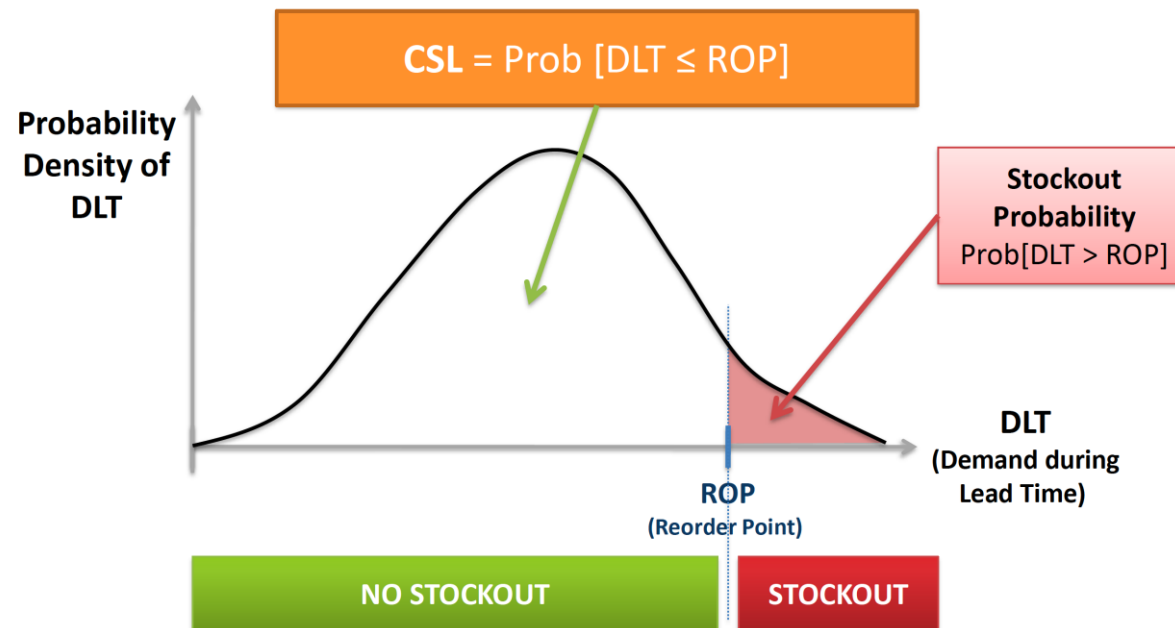 CSL = Prob [DLT ≤ ROP]
Probability
Density of
DLT
Stockout
Probability
Prob[DLT > ROP]
DLT
(Demand during
Lead Time)
ROP
(Reorder Point)
NO STOCKOUT
STOCKOUT